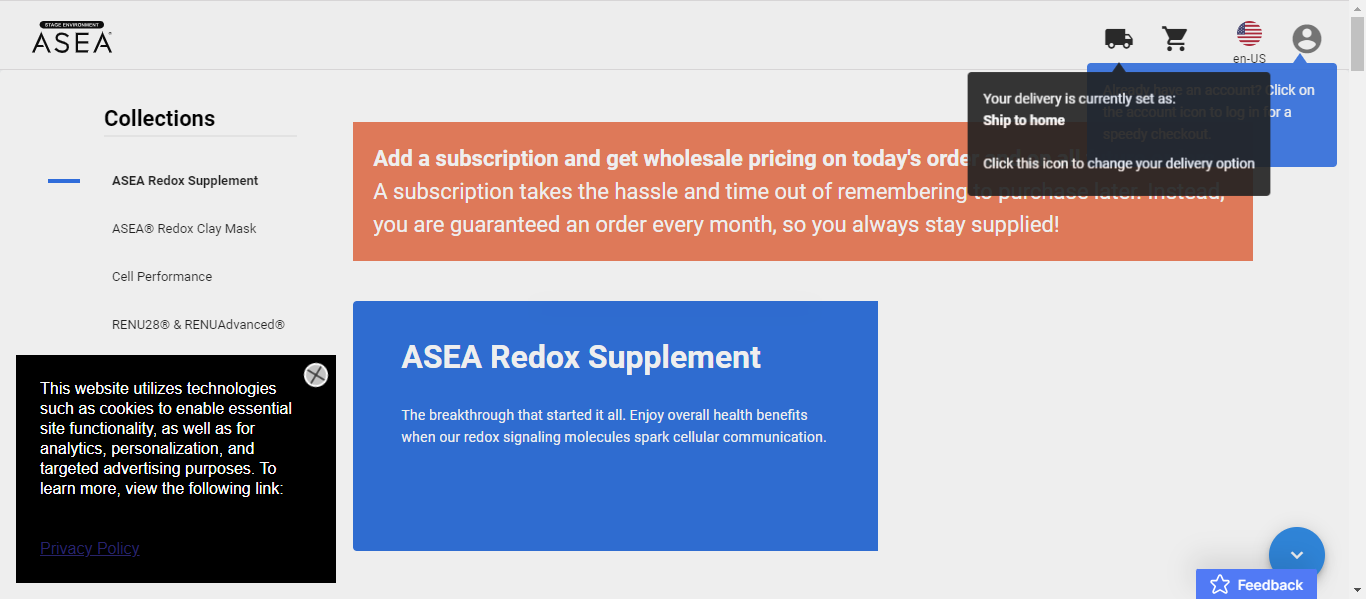 STAGE ENVIRONMENT
ASEA
en-US
Already have an account? Click on
the account icon to log in for a
speedy checkout.
Your delivery is currently set as:
Ship to home
Click this icon to change your delivery option
Collections
ASEA Redox Supplement
ASEA® Redox Clay Mask
Cell Performance
RENU28® & RENUAdvanced®
Add a subscription and get wholesale pricing on today's order
A subscription takes the hassle and time out of remembering to purchase later. Instead,
you are guaranteed an order every month, so you always stay supplied!
ASEA Redox Supplement
The breakthrough that started it all. Enjoy overall health benefits
when our redox signaling molecules spark cellular communication.
This website utilizes technologies
such as cookies to enable essential
site functionality, as well as for
analytics, personalization, and
targeted advertising purposes. To
learn more, view the following link:
Privacy Policy
Feedback